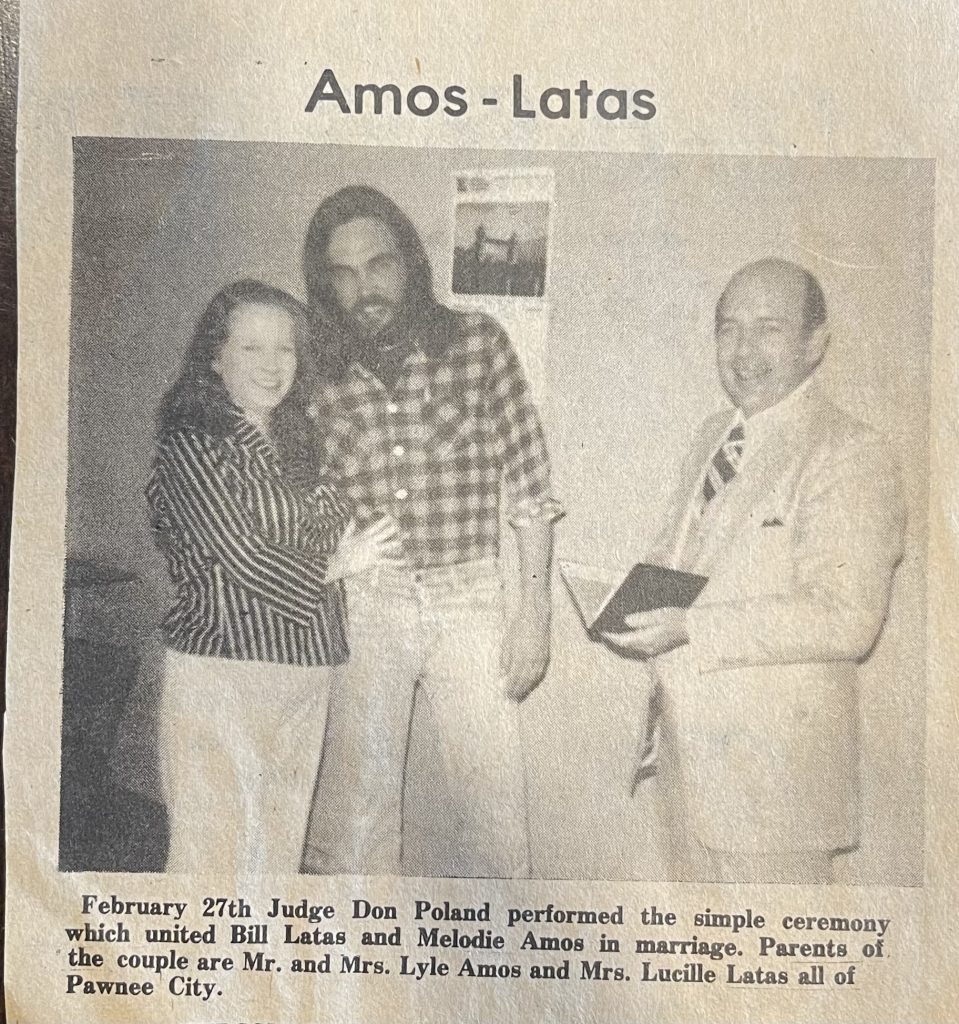 Amos - Latas
February 27th Judge Don Poland performed the simple ceremony
which united Bill Latas and Melodie Amos in marriage. Parents of
the couple are Mr. and Mrs. Lyle Amos and Mrs. Lucille Latas all of
Pawnee City.